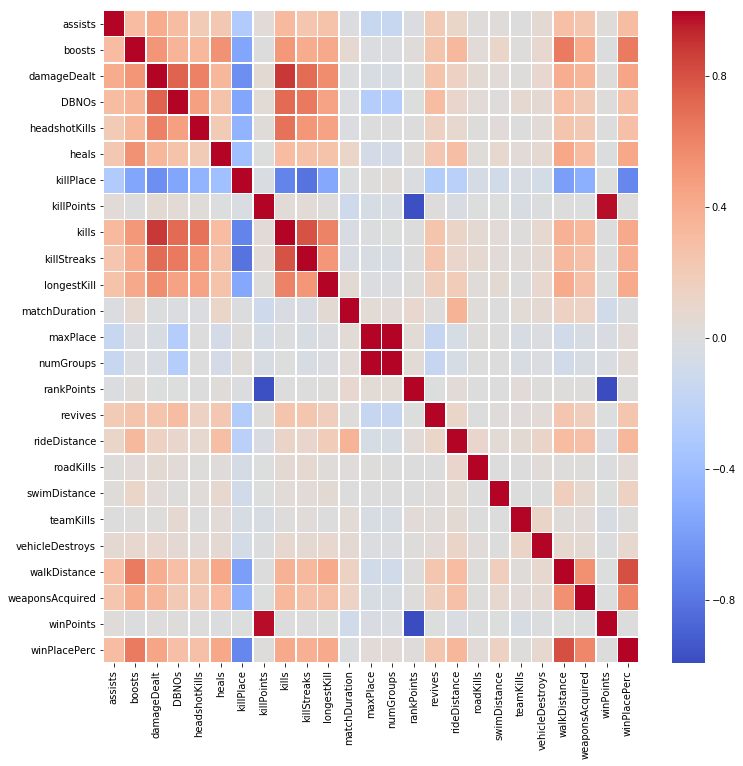 assists
boosts
damageDealt
DBNOs
headshotKills
heals
killPlace
killPoints
kills
killStreaks
longestKill
matchDuration
maxPlace
numGroups
rankPoints
revives
rideDistance
roadKills
swimDistance
teamKills
vehicleDestroys
walkDistance
weaponsAcquired
winPoints
winPlacePerc
assists
boosts
damageDealt
DBNOs
headshotKills
heals
killPlace
killPoints
kills
killStreaks
longestKill
matchDuration
maxPlace
numGroups
rankPoints
revives
rideDistance
roadKills
swimDistance
teamKills
vehicleDestroys
walkDistance
weaponsAcquired
winPoints
winPlacePerc
0.8
0.4
0.0
−0.4
−0.8